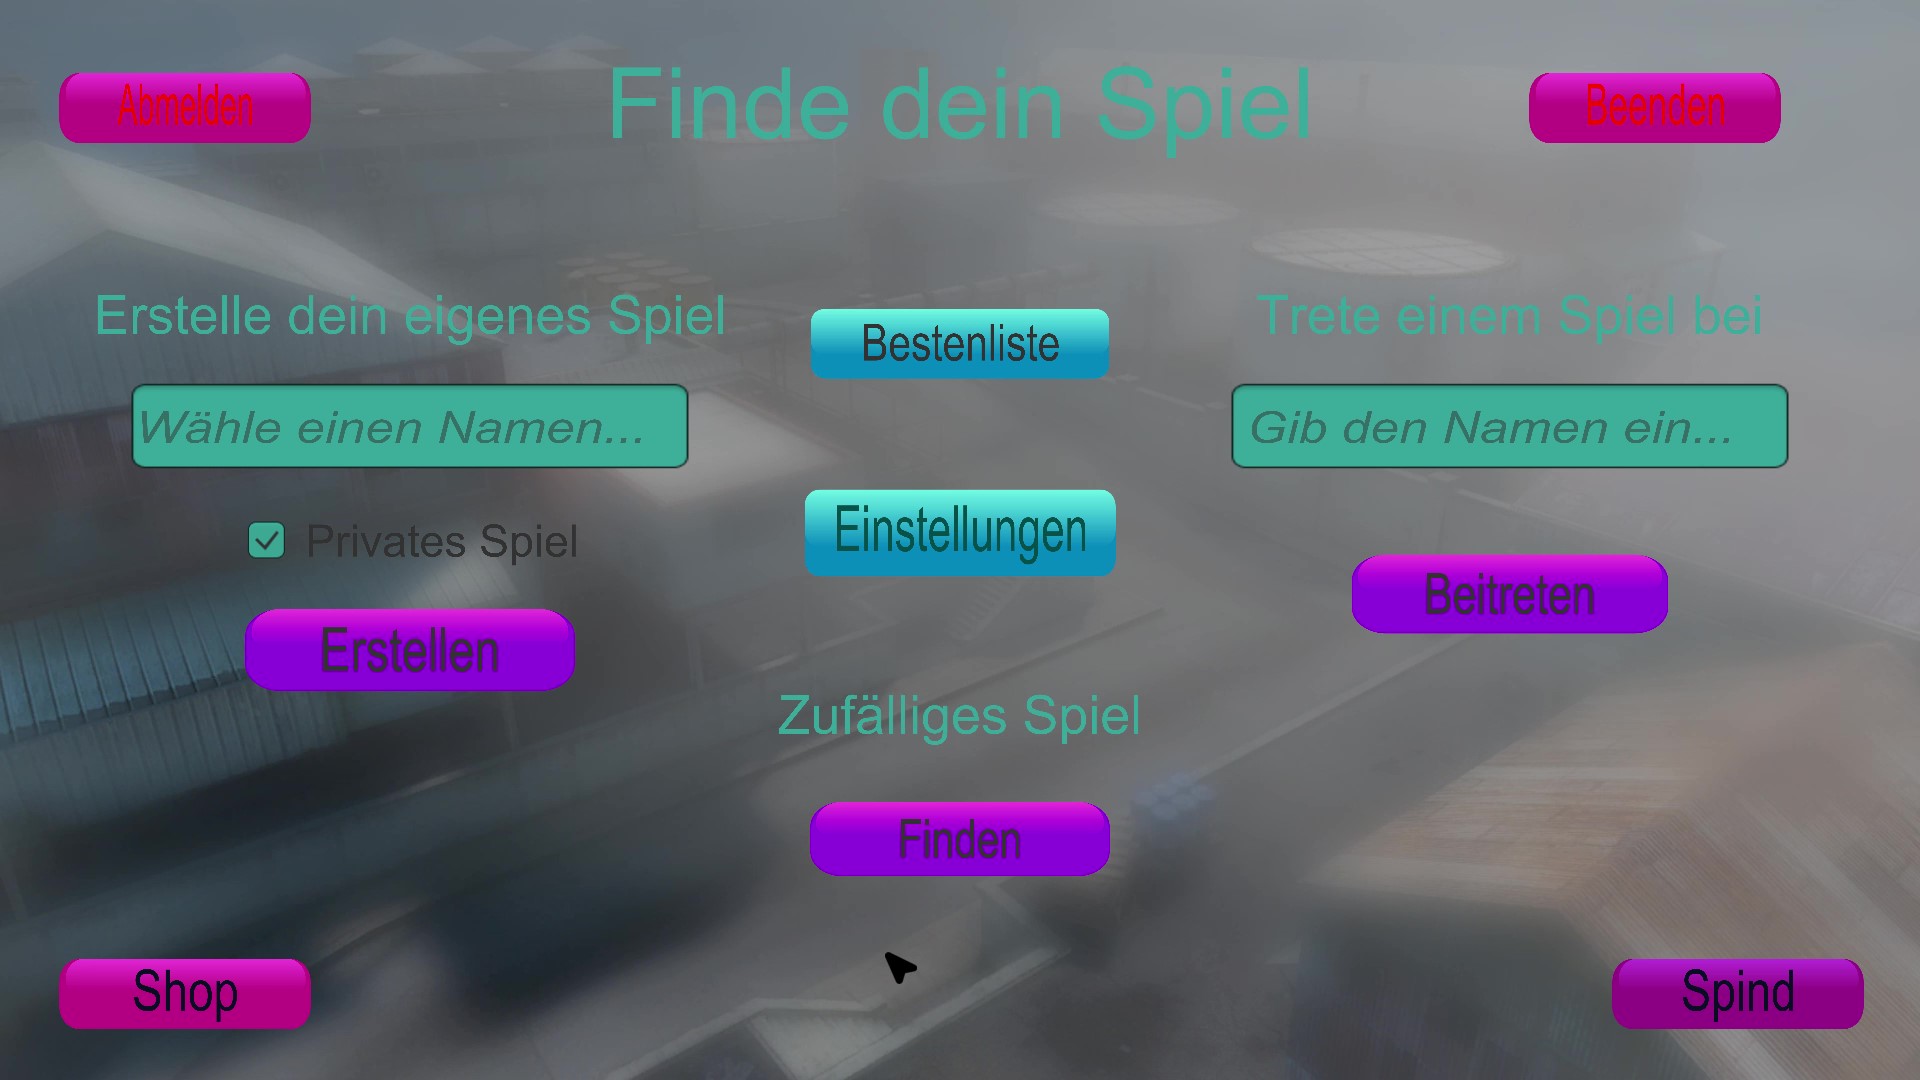 Abmelden
Finde dein Spiel
Beenden
Erstelle dein eigenes Spiel
Wähle einen Namen...
Privates Spiel
Erstellen
Bestenliste
Einstellungen
Zufälliges Spiel
Finden
Trete einem Spiel bei
Gib den Namen ein...
Beitreten
Shop
Spind